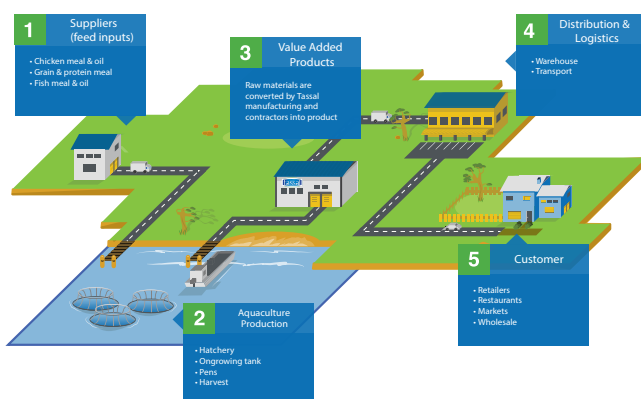 1
Suppliers
(feed inputs)
• Chicken meal & oil
• Grain & protein meal
• Fish meal & oil
2
Aquaculture
Production
• Hatchery
• Ongrowing tank
• Pens
• Harvest
3
Value Added
Products
Raw materials are
converted by Tassal
manufacturing and
contractors into product
Tassal
4
Distribution &
Logistics
• Warehouse
• Transport
5
Customer
• Retailers
• Restaurants
• Markets
• Wholesale